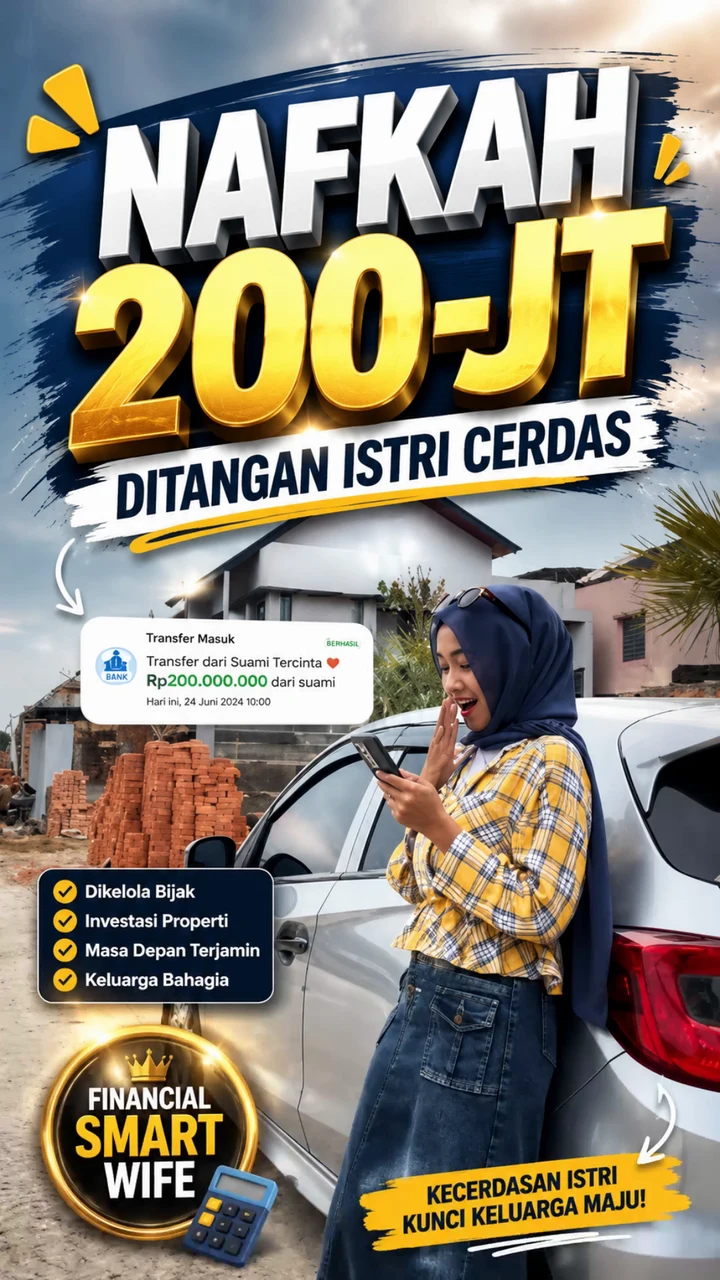 NAFKAH
200-JT
DITANGAN ISTRI CERDAS
Transfer Masuk
BERHASIL
BANK
Transfer dari Suami Tercinta ❤️
Rp200.000.000 dari suami
Hari ini, 24 Juni 2024 10:00
Dikelola Bijak
Investasi Properti
Masa Depan Terjamin
Keluarga Bahagia
FINANCIAL
SMART
WIFE
KECERDASAN ISTRI
KUNCI KELUARGA MAJU!